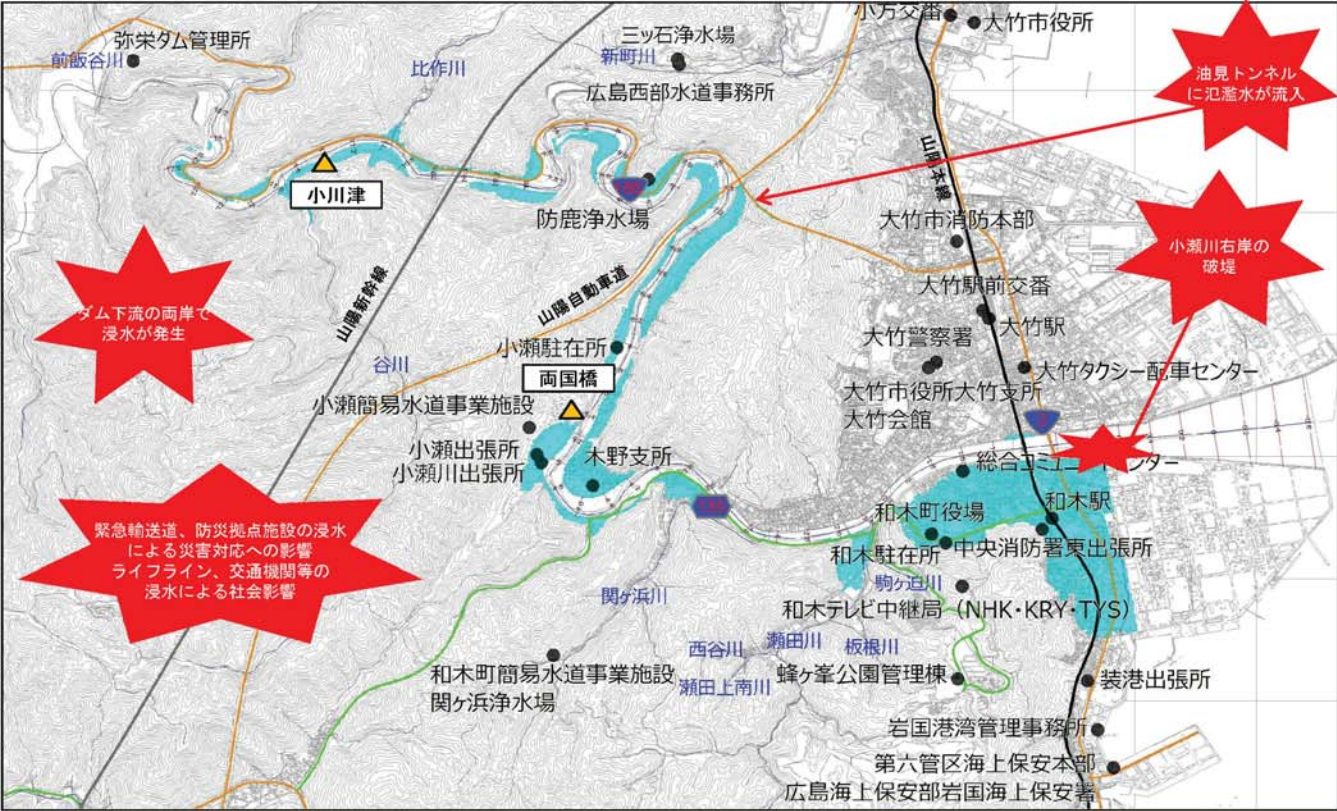 小方交番
大竹市役所
弥栄ダム管理所
前飯谷川
三ッ石浄水場
新町川
比作川
広島西部水道事務所
油見トンネル
に氾濫水が流入
山陽本線
小川津
防鹿浄水場
大竹市消防本部
小瀬川右岸の
破堤
山陽自動車道
山陽新幹線
ダム下流の両岸で
浸水が発生
大竹駅前交番
大竹駅
小瀬駐在所
大竹警察署
谷川
両国橋
大竹タクシー配車センター
大竹市役所大竹支所
大竹会館
小瀬簡易水道事業施設
2
小瀬出張所
小瀬川出張所
木野支所
総合コミュニ
ンター
186
和木駅
和木町役場
緊急輸送道、防災拠点施設の浸水
による災害対応への影響
ライフライン、交通機関等の
浸水による社会影響
和木駐在所
中央消防署東出張所
駒ヶ迫川
関ヶ浜川
和木テレビ中継局（NHK・KRY・TYS）
西谷川
瀬田川
板根川
和木町簡易水道事業施設
関ヶ浜浄水場
瀬田上南川
蜂ヶ峯公園管理棟
装港出張所
岩国港湾管理事務所
第六管区海上保安本部
広島海上保安部岩国海上保安署